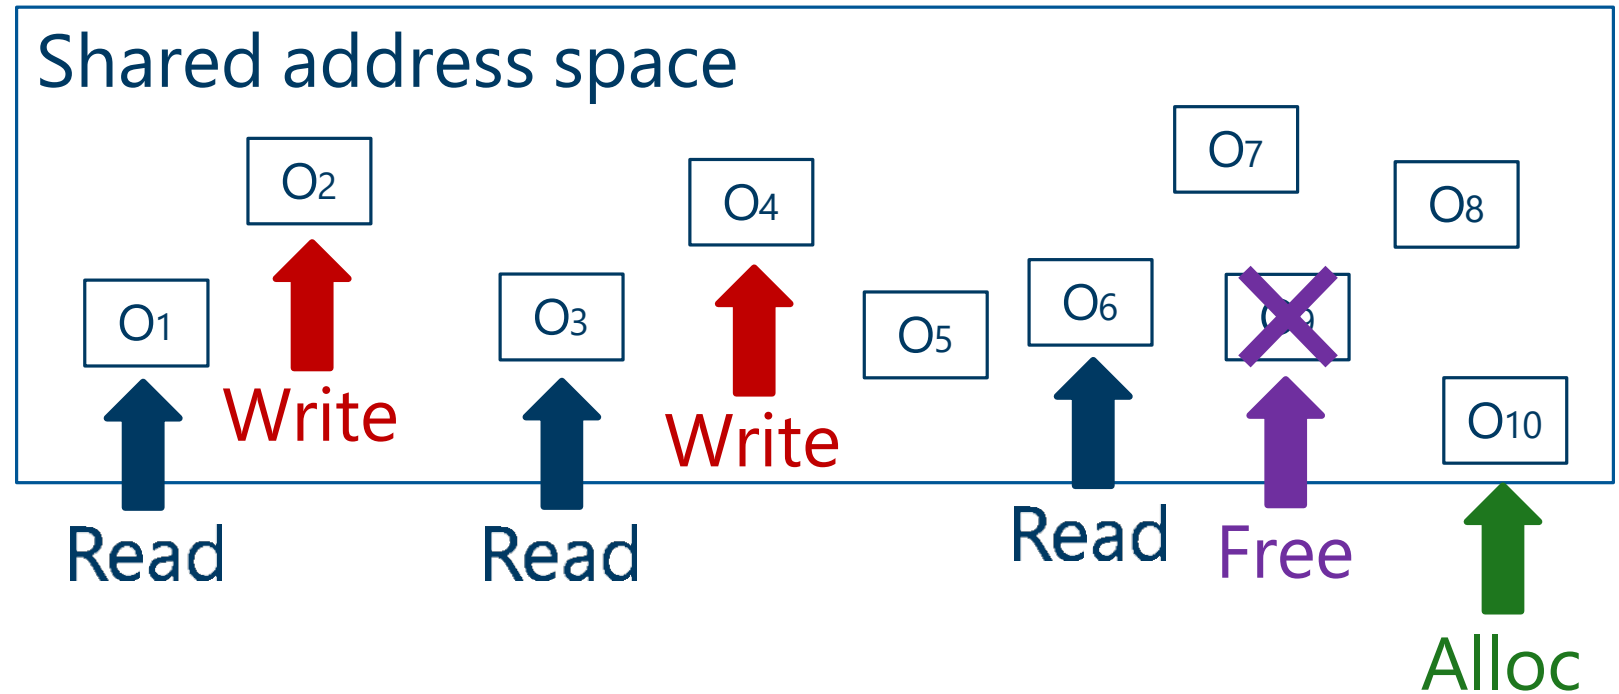 Shared address space
O7
O2
O8
O4
O6
O1
O3
O9
O5
O10
Write
Write
Read
Read
Read
Free
Alloc